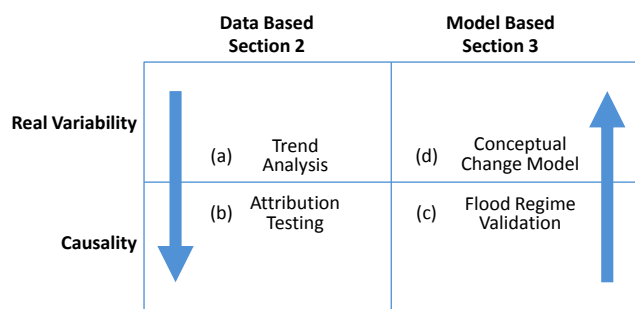 Data Based
Section 2
Model Based
Section 3
Real Variability
(a) Trend
Analysis
(d) Conceptual
Change Model
Causality
(b) Attribution
Testing
(c) Flood Regime
Validation